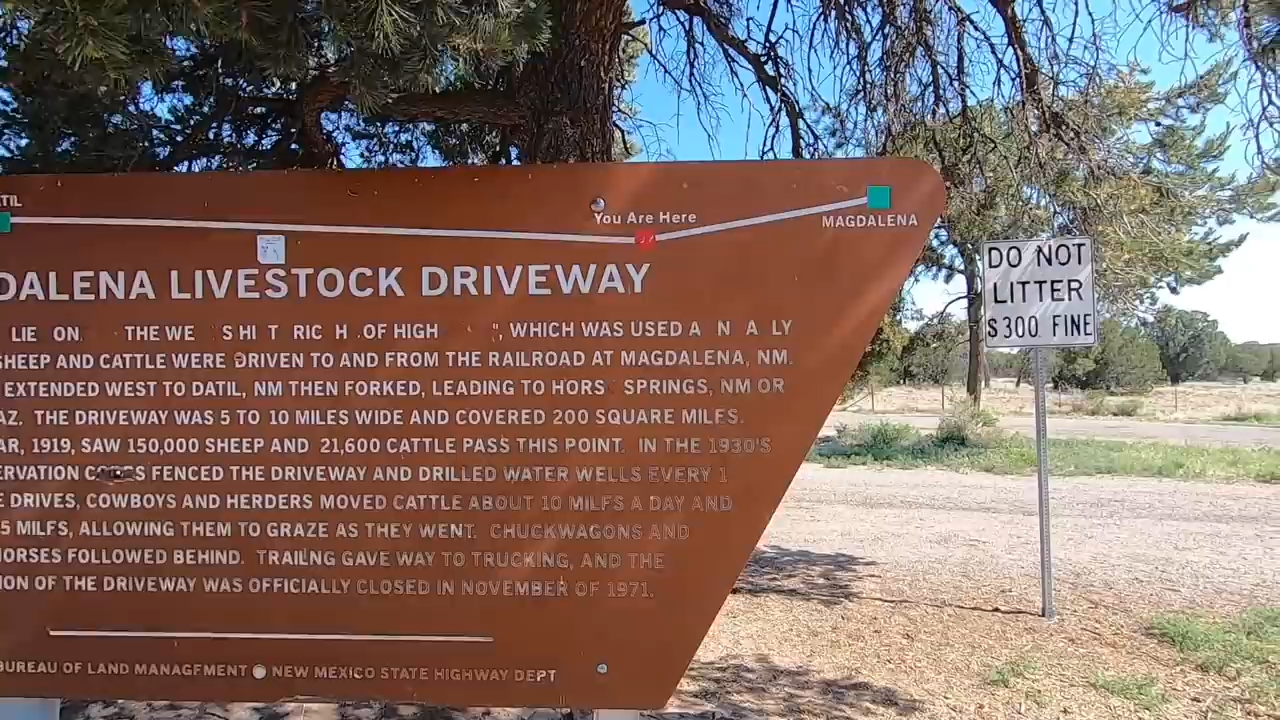 TIL
You Are Here
MAGDALENA
DALENA LIVESTOCK DRIVEWAY
LIE ON THE WE S HI T RIC H .OF HIGH ", WHICH WAS USED A N A LY
SHEEP AND CATTLE WERE DRIVEN TO AND FROM THE RAILROAD AT MAGDALENA, NM.
EXTENDED WEST TO DATIL, NM THEN FORKED, LEADING TO HORS SPRINGS, NM OR
AZ. THE DRIVEWAY WAS 5 TO 10 MILES WIDE AND COVERED 200 SQUARE MILES.
AR, 1919, SAW 150,000 SHEEP AND 21,600 CATTLE PASS THIS POINT. IN THE 1930'S
ERVATION FENCED THE DRIVEWAY AND DRILLED WATER WELLS EVERY 1
E DRIVES, COWBOYS AND HERDERS MOVED CATTLE ABOUT 10 MILFS A DAY AND
5 MILFS, ALLOWING THEM TO GRAZE AS THEY WENT. CHUCKWAGONS AND
HORSES FOLLOWED BEHIND. TRAILNG GAVE WAY TO TRUCKING, AND THE
ION OF THE DRIVEWAY WAS OFFICIALLY CLOSED IN NOVEMBER OF 1971.
BUREAU OF LAND MANAGFMENT NEW MEXICO STATE HIGHWAY DEPT
DO NOT
LITTER
$300 FINE